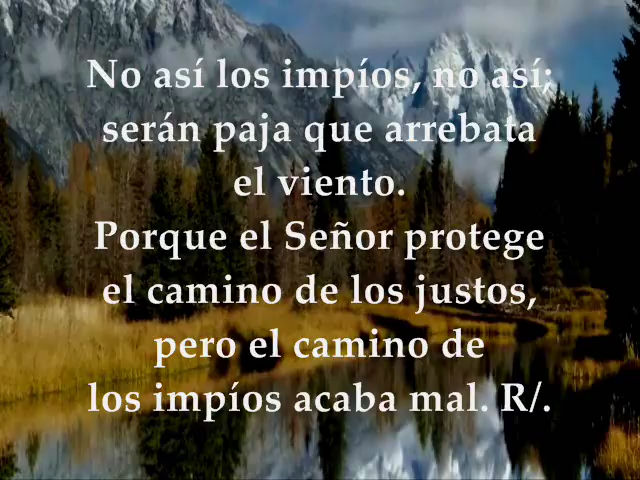 No así los impíos, no así;
serán paja que arrebata
el viento.
Porque el Señor protege
el camino de los justos,
pero el camino de
los impíos acaba mal. R/.